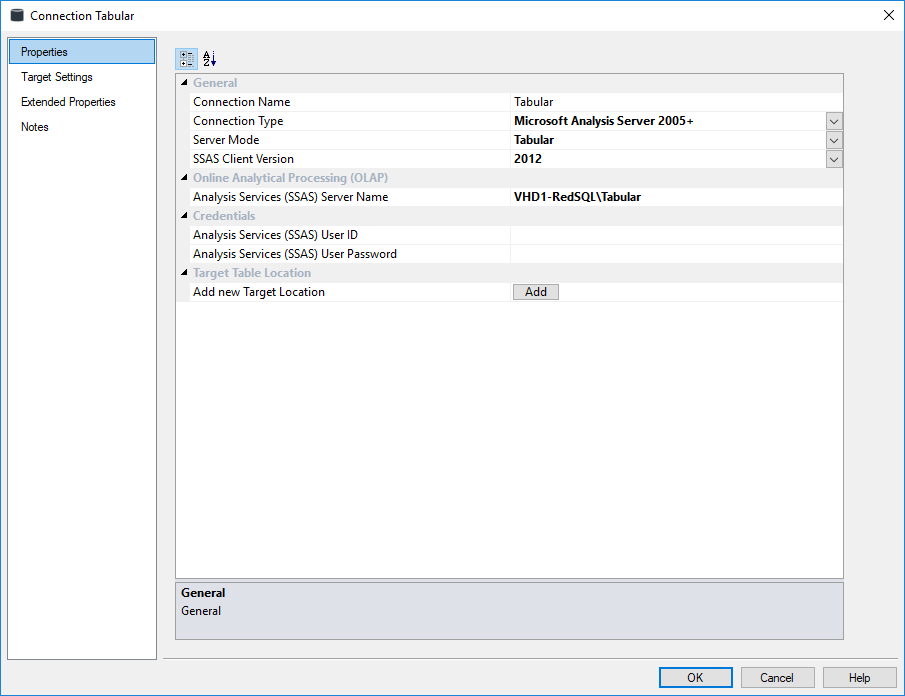 Connection Tabular
Properties
Target Settings
Extended Properties
Notes
General
Connection Name Tabular
Connection Type Microsoft Analysis Server 2005+
Server Mode Tabular
SSAS Client Version 2012
Online Analytical Processing (OLAP)
Analysis Services (SSAS) Server Name VHD1-RedSQL\Tabular
Credentials
Analysis Services (SSAS) User ID
Analysis Services (SSAS) User Password
Target Table Location
Add new Target Location Add
General
General
OK Cancel Help